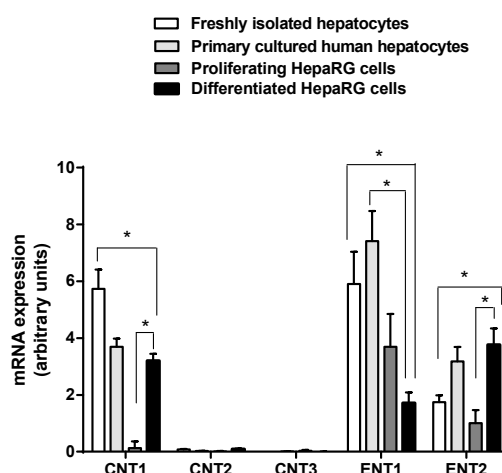 Freshly isolated hepatocytes
Primary cultured human hepatocytes
Proliferating HepaRG cells
Differentiated HepaRG cells
mRNA expression
(arbitrary units)
10
8
6
4
2
0
*
*
*
*
*
*
CNT1 CNT2 CNT3 ENT1 ENT2